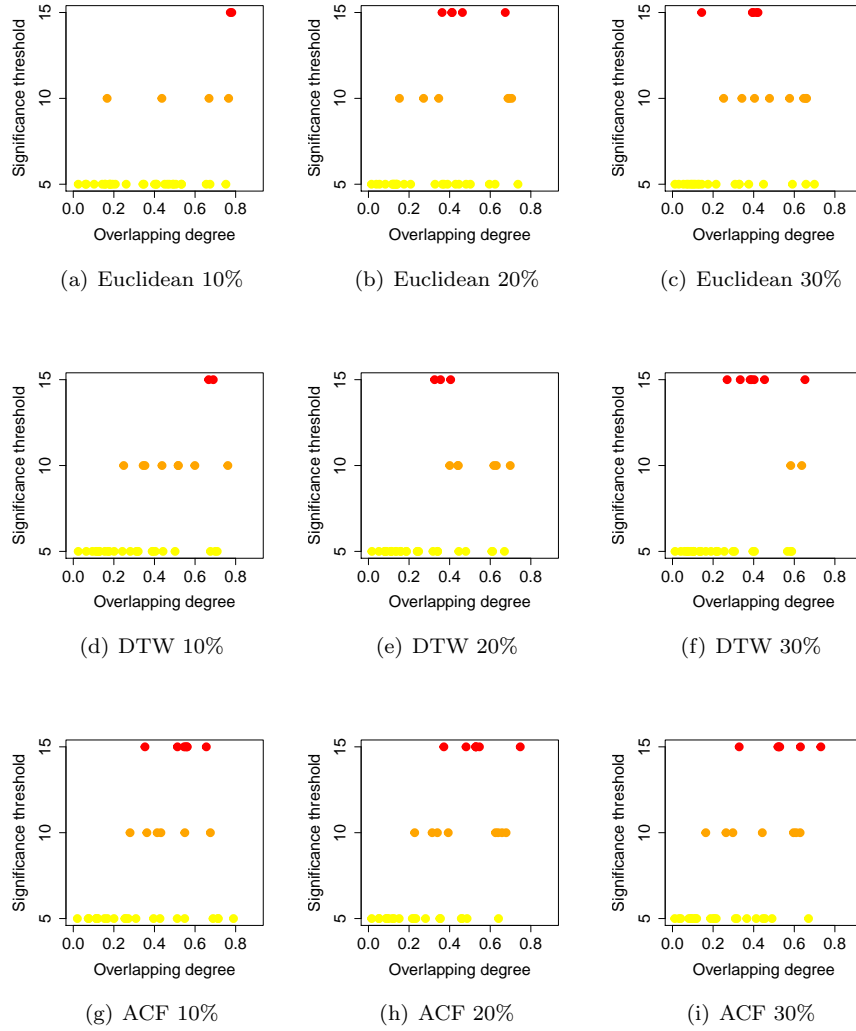 Significance threshold
15
10
5
0.0 0.2 0.4 0.6 0.8
Overlapping degree
(a) Euclidean 10%
Significance threshold
15
10
5
0.0 0.2 0.4 0.6 0.8
Overlapping degree
(b) Euclidean 20%
Significance threshold
15
10
5
0.0 0.2 0.4 0.6 0.8
Overlapping degree
(c) Euclidean 30%
Significance threshold
15
10
5
0.0 0.2 0.4 0.6 0.8
Overlapping degree
(d) DTW 10%
Significance threshold
15
10
5
0.0 0.2 0.4 0.6 0.8
Overlapping degree
(e) DTW 20%
Significance threshold
15
10
5
0.0 0.2 0.4 0.6 0.8
Overlapping degree
(f) DTW 30%
Significance threshold
15
10
5
0.0 0.2 0.4 0.6 0.8
Overlapping degree
(g) ACF 10%
Significance threshold
15
10
5
0.0 0.2 0.4 0.6 0.8
Overlapping degree
(h) ACF 20%
Significance threshold
15
10
5
0.0 0.2 0.4 0.6 0.8
Overlapping degree
(i) ACF 30%